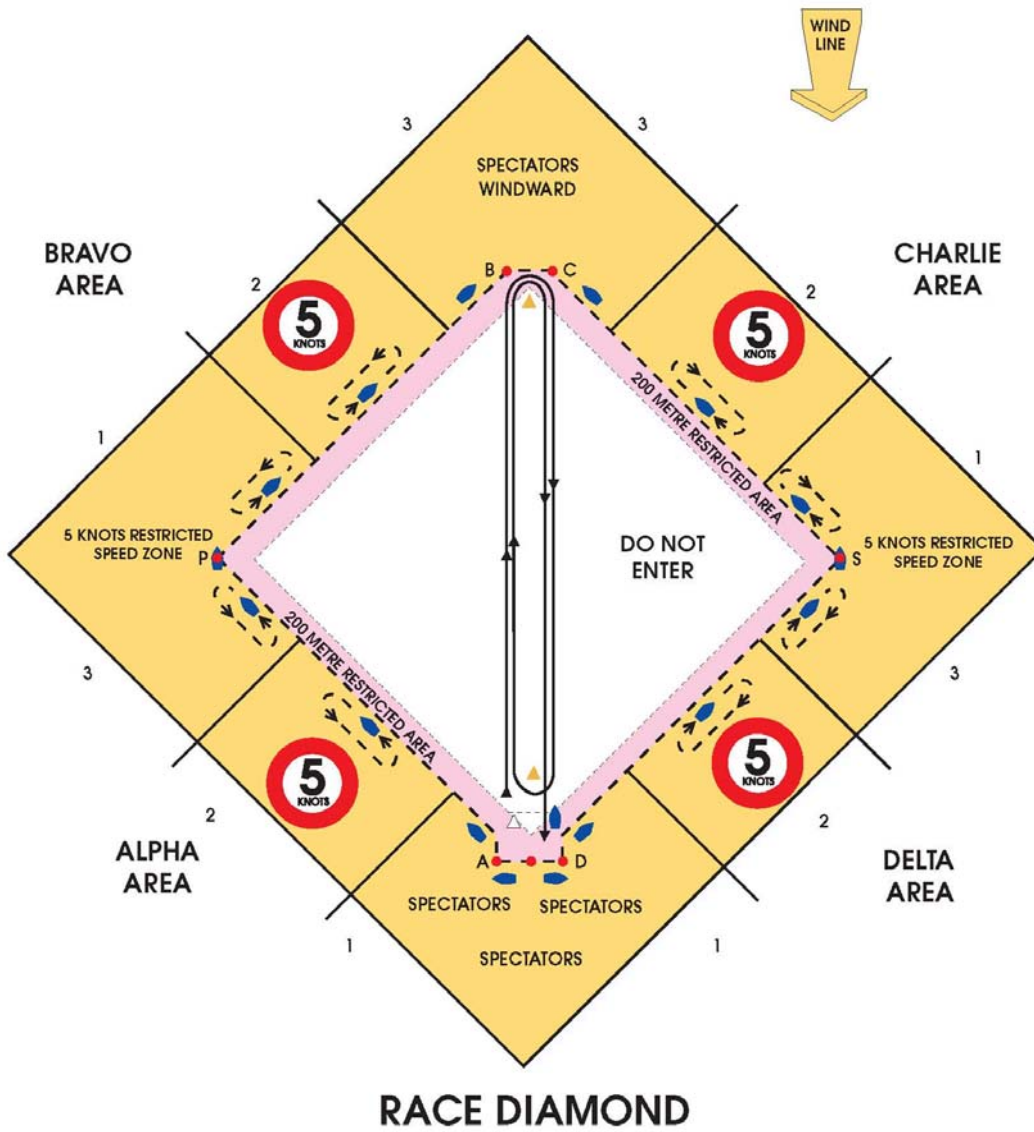 WIND
LINE
3
3
SPECTATORS
WINDWARD
BRAVO
AREA
CHARLIE
AREA
B
C
2
2
5
KNOTS
5
KNOTS
200 METRE RESTRICTED AREA
1
1
5 KNOTS RESTRICTED
SPEED ZONE
P
DO NOT
ENTER
S
5 KNOTS RESTRICTED
SPEED ZONE
200 METRE RESTRICTED AREA
3
3
5
KNOTS
5
KNOTS
2
2
ALPHA
AREA
DELTA
AREA
A
D
SPECTATORS
SPECTATORS
1
1
SPECTATORS
RACE DIAMOND